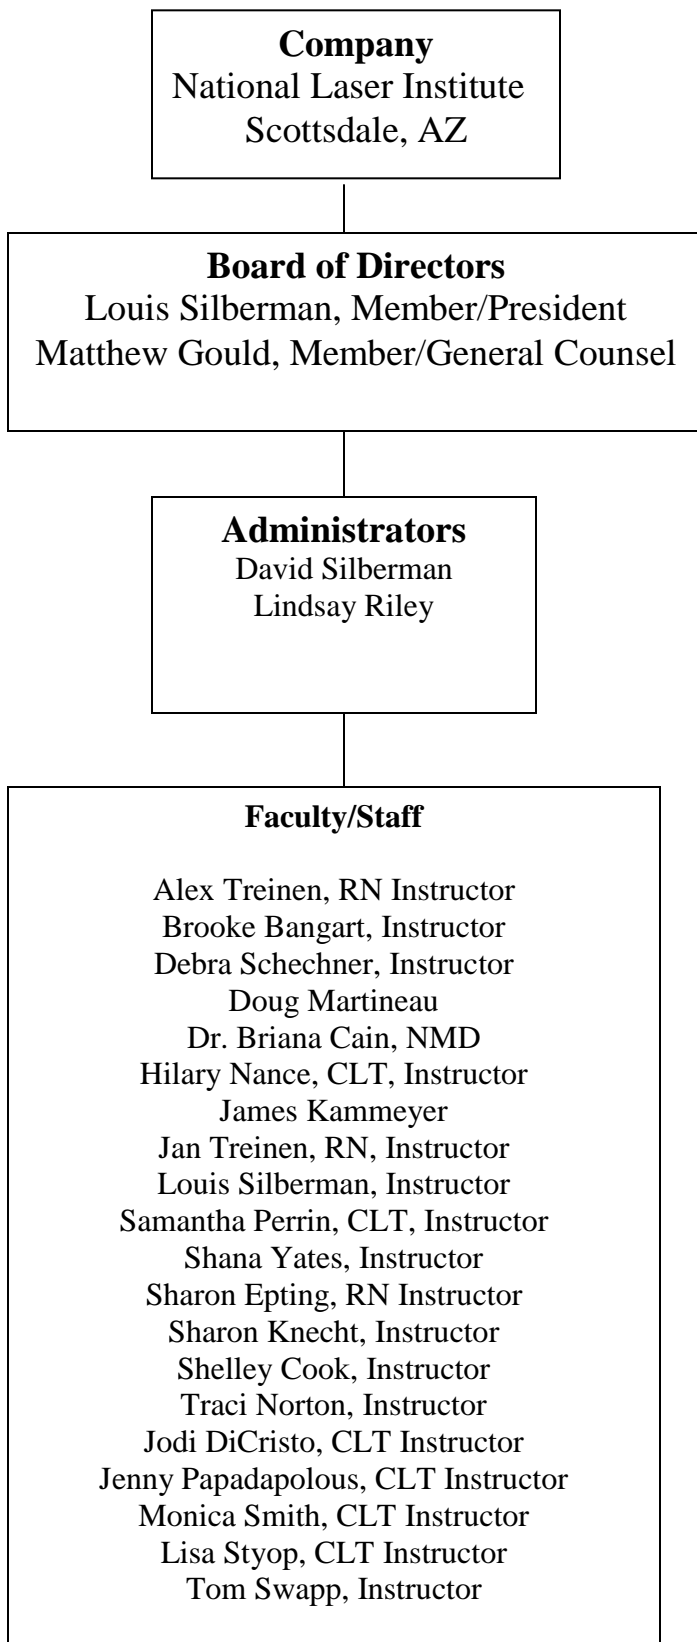 Company
National Laser Institute
Scottsdale, AZ
Board of Directors
Louis Silberman, Member/President
Matthew Gould, Member/General Counsel
Administrators
David Silberman
Lindsay Riley
Faculty/Staff
Alex Treinen, RN Instructor
Brooke Bangart, Instructor
Debra Schechner, Instructor
Doug Martineau
Dr. Briana Cain, NMD
Hilary Nance, CLT, Instructor
James Kammeyer
Jan Treinen, RN, Instructor
Louis Silberman, Instructor
Samantha Perrin, CLT, Instructor
Shana Yates, Instructor
Sharon Epting, RN Instructor
Sharon Knecht, Instructor
Shelley Cook, Instructor
Traci Norton, Instructor
Jodi DiCristo, CLT Instructor
Jenny Papadapolous, CLT Instructor
Monica Smith, CLT Instructor
Lisa Styop, CLT Instructor
Tom Swapp, Instructor